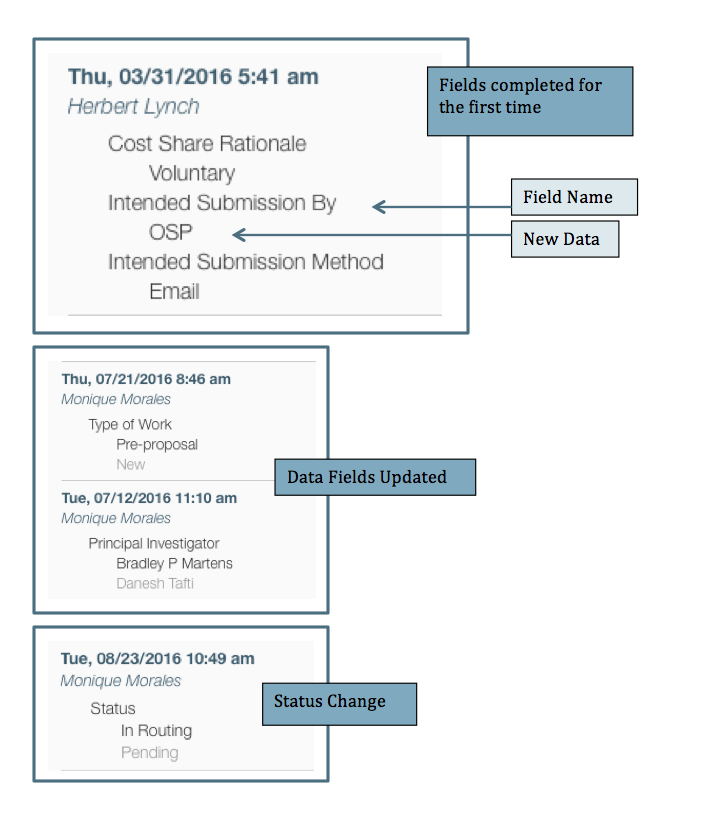 Thu, 03/31/2016 5:41 am
Herbert Lynch
Cost Share Rationale
Voluntary
Intended Submission By
OSP
Intended Submission Method
Email
Fields completed for
the first time
Field Name
New Data
Thu, 07/21/2016 8:46 am
Monique Morales
Type of Work
Pre-proposal
New
Tue, 07/12/2016 11:10 am
Monique Morales
Principal Investigator
Bradley P Martens
Danesh Tafti
Data Fields Updated
Tue, 08/23/2016 10:49 am
Monique Morales
Status
In Routing
Pending
Status Change